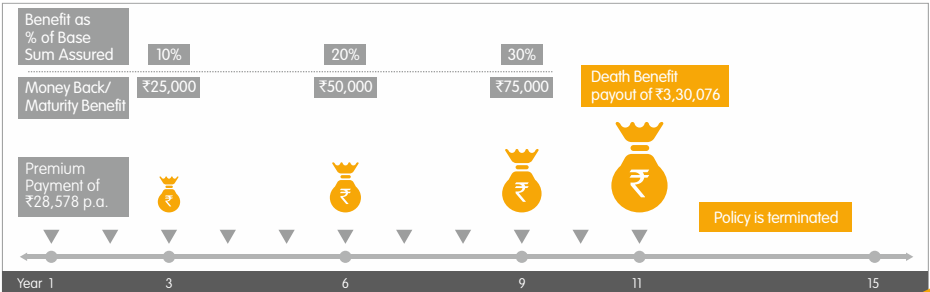 Benefit as
% of Base
Sum Assured
10%
20%
30%
Money Back/
Maturity Benefit
₹25,000
₹50,000
₹75,000
Death Benefit
payout of ₹3,30,076
Premium
Payment of
₹28,578 p.a.
₹
₹
₹
₹
Policy is terminated
Year 1 3 6 9 11 15